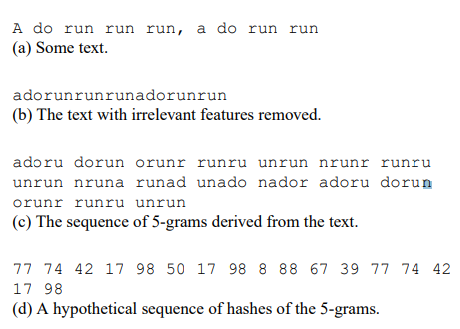 A do run run run, a do run run
(a) Some text.
adorunrunrunadorunrun
(b) The text with irrelevant features removed.
adoru dorun orunr runru unrun nrunr runru
unrun nruna runad unado nador adoru dorun
orunr runru unrun
(c) The sequence of 5-grams derived from the text.
77 74 42 17 98 50 17 98 8 88 67 39 77 74 42
17 98
(d) A hypothetical sequence of hashes of the 5-grams.